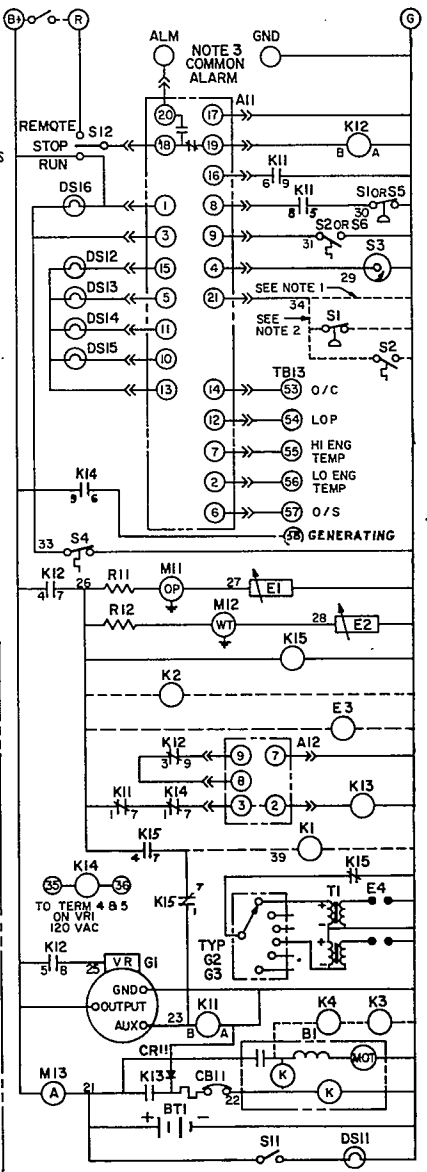 B+ R G
ALM NOTE 3 GND
COMMON
ALARM
A11
REMOTE 20 17
S12 K12
STOP 18 19 B A
RUN K11
16 6 9
DS16 K11 S1 OR S5
1 8 8 5 30
S2 OR S6
3 9 31
DS12 S3
15 4 29
DS13 SEE NOTE 1
5 21 34
DS14 SEE S1
11 NOTE 2
DS15 S2
10 TB13
13 14 53 O/C
12 54 LOP
7 55 HI ENG
TEMP
K14 2 56 LO ENG
9 6 TEMP
6 57 O/S
58 GENERATING
33 S4
K12 R11 M11
4 7 26 OP 27 E1
R12 M12
WT 28 E2
K15
K2
E3
K12 A12
3 9 9 7
8
K11 K14 K13
1 7 1 7 3 2
K15 K1
4 7 39
K14 K15 7 K15
35 36 1 T1 E4
TO TERM 4 & 5 + -
ON VR1 TYP
120 VAC G2
G3 + -
K12
5 8 25 VR G1
GND K11 K4 K3
OUTPUT
AUX 23 B A B1
CR11 K MOT
M13 K13 CB11
A 21 22 K
+ BT1 -
S11 DS11